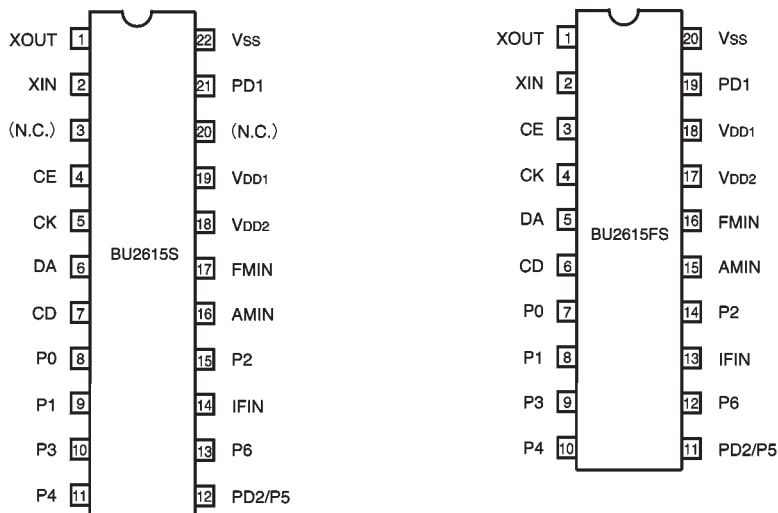 XOUT 1 22 VSS
XIN 2 21 PD1
(N.C.) 3 20 (N.C.)
CE 4 19 VDD1
CK 5 18 VDD2
BU2615S
DA 6 17 FMIN
CD 7 16 AMIN
P0 8 15 P2
P1 9 14 IFIN
P3 10 13 P6
P4 11 12 PD2/P5
XOUT 1 20 VSS
XIN 2 19 PD1
CE 3 18 VDD1
CK 4 17 VDD2
DA 5 16 FMIN
BU2615FS
CD 6 15 AMIN
P0 7 14 P2
P1 8 13 IFIN
P3 9 12 P6
P4 10 11 PD2/P5